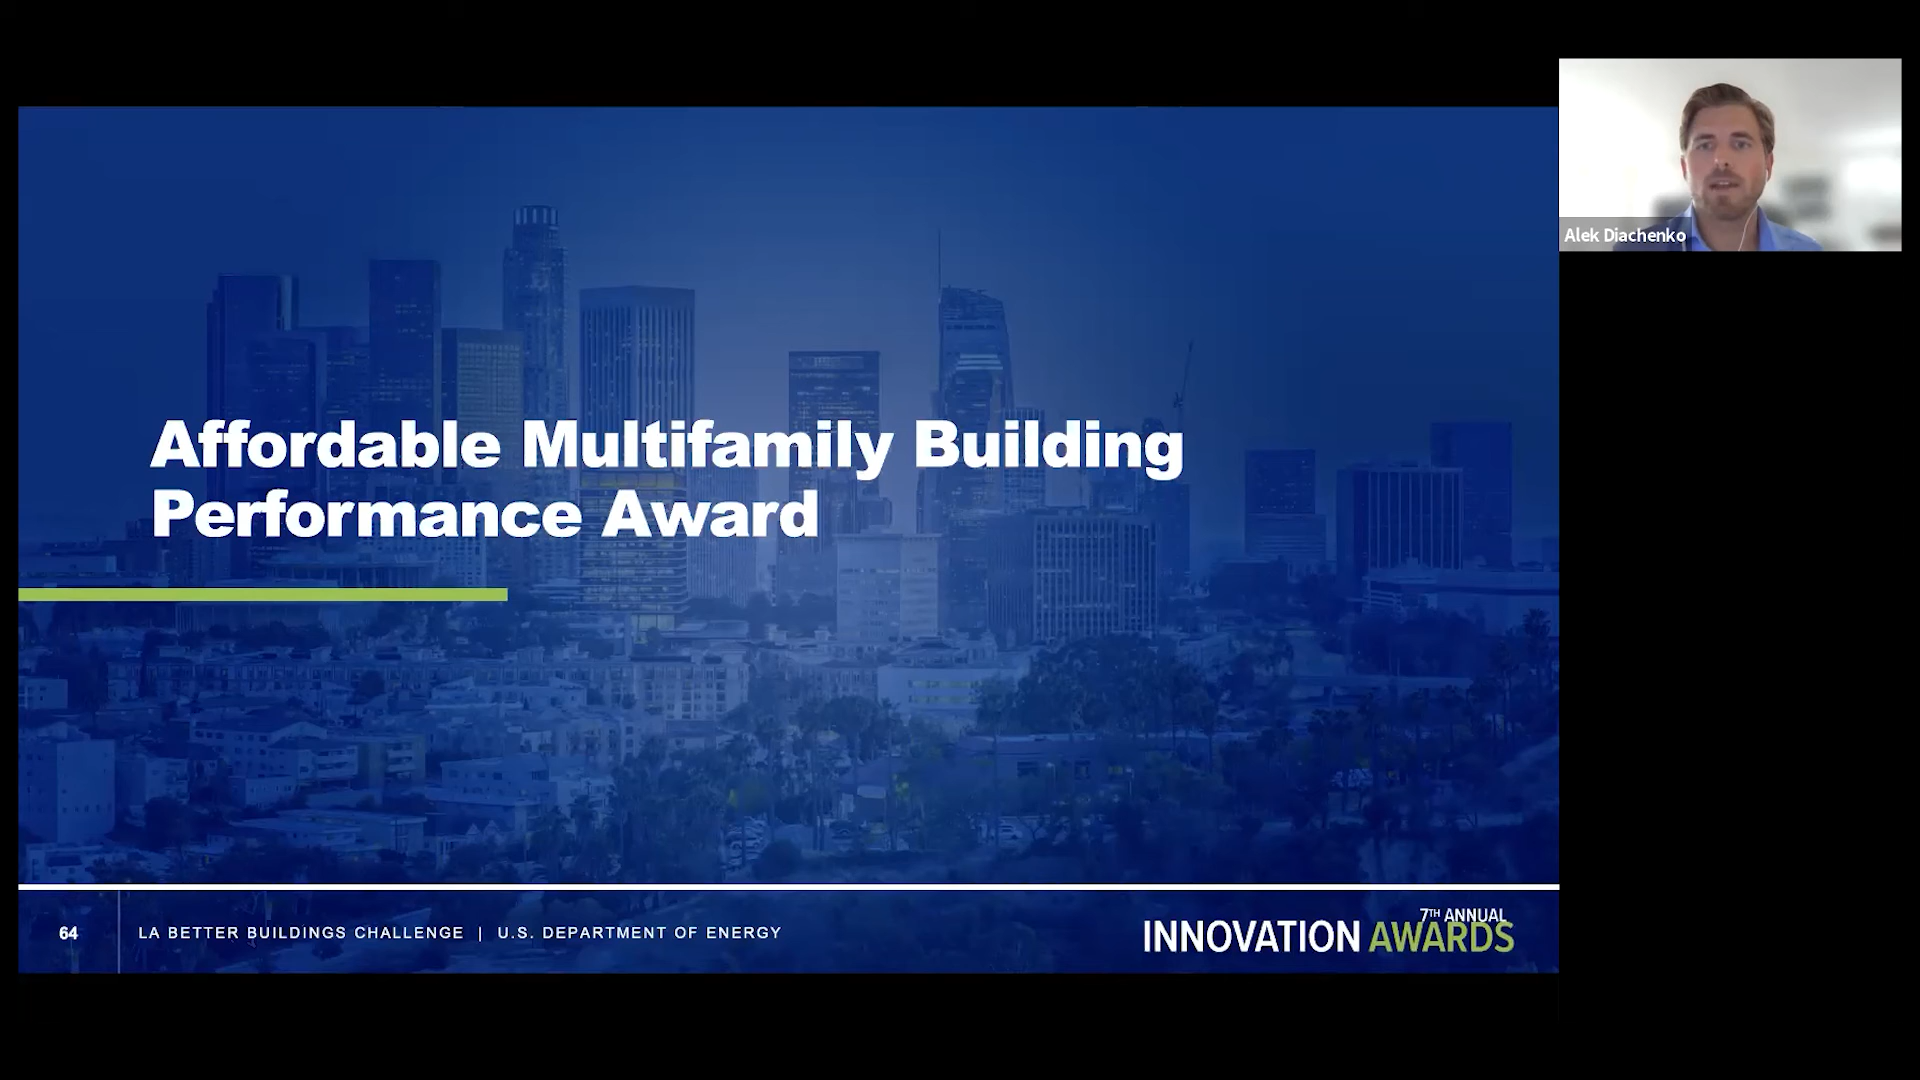 Alek Diachenko
Affordable Multifamily Building
Performance Award
64
LA BETTER BUILDINGS CHALLENGE | U.S. DEPARTMENT OF ENERGY
7TH ANNUAL
INNOVATION AWARDS